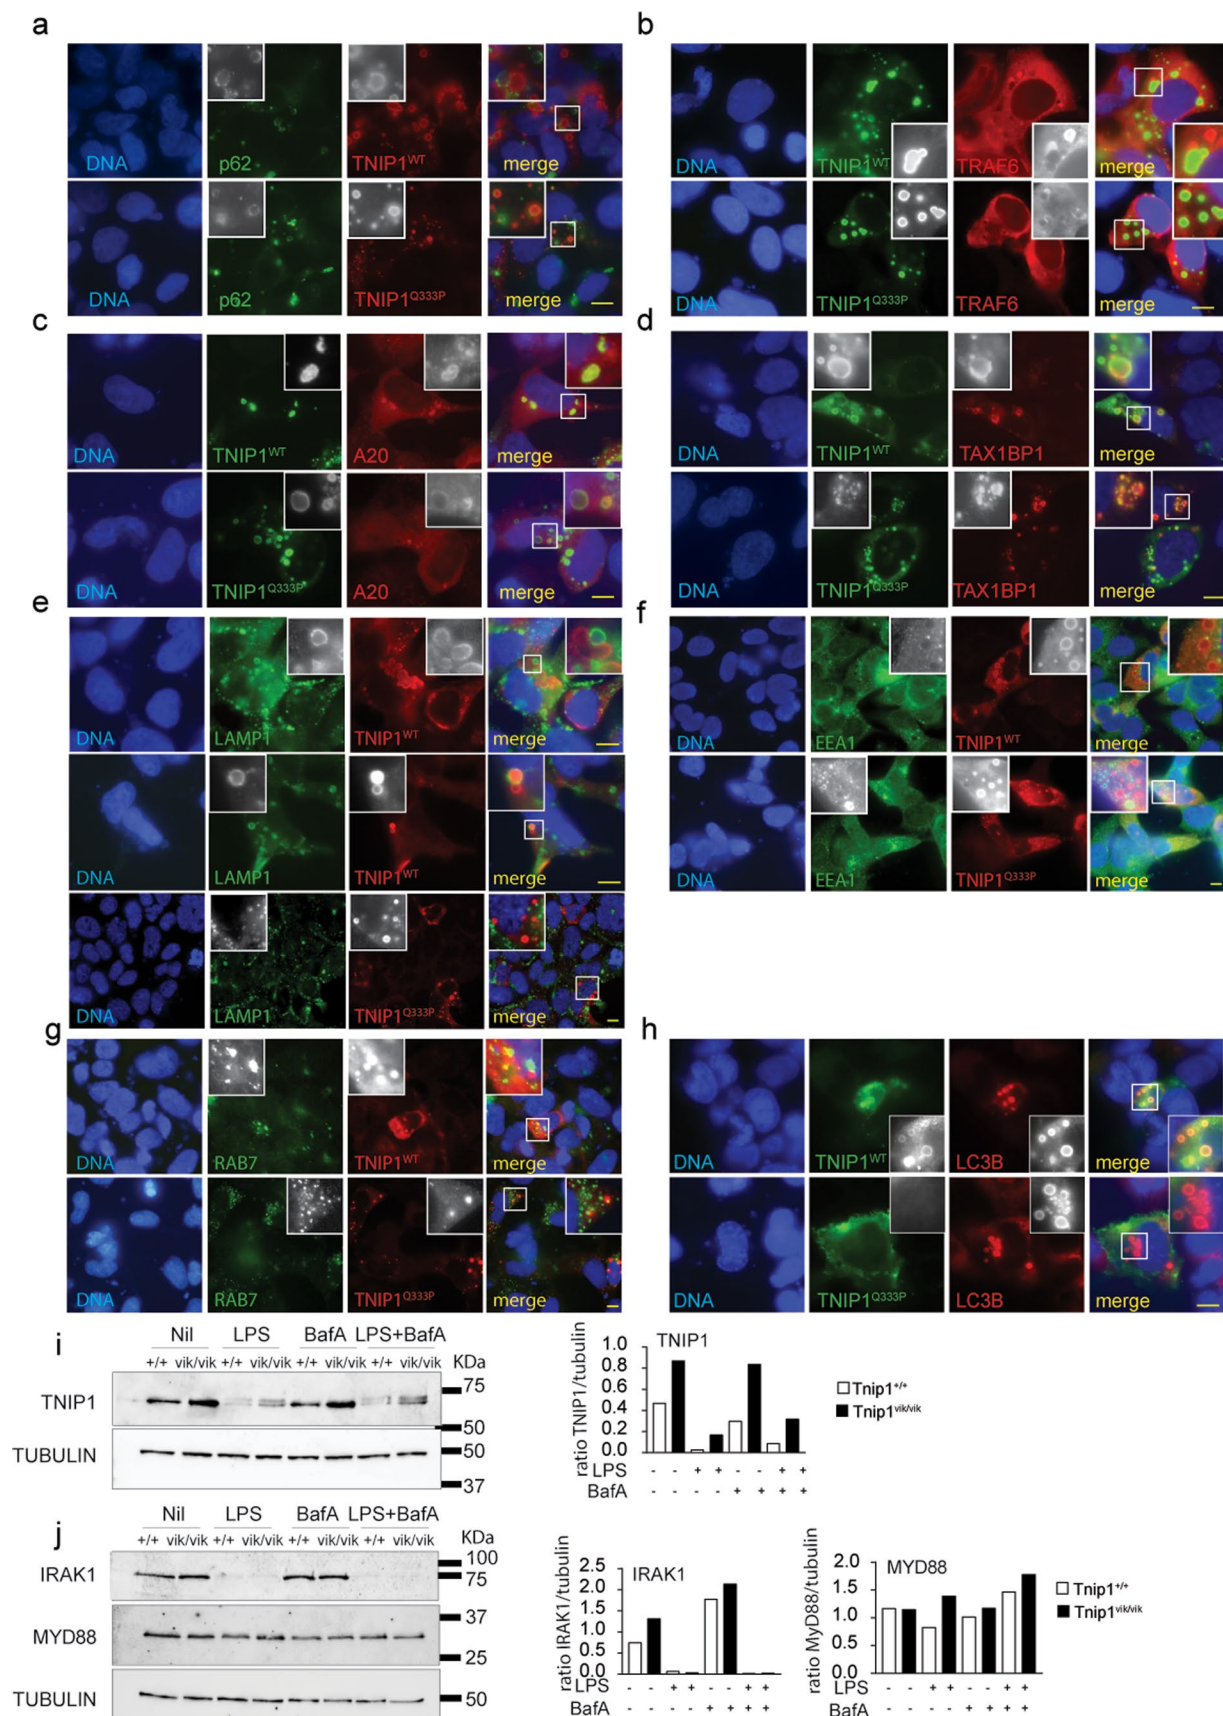 a
DNA p62 TNIP1WT merge
DNA p62 TNIP1Q333P merge
b
DNA TNIP1WT TRAF6 merge
DNA TNIP1Q333P TRAF6 merge
c
DNA TNIP1WT A20 merge
DNA TNIP1Q333P A20 merge
d
DNA TNIP1WT TAX1BP1 merge
DNA TNIP1Q333P TAX1BP1 merge
e
DNA LAMP1 TNIP1WT merge
DNA LAMP1 TNIP1WT merge
DNA LAMP1 TNIP1Q333P merge
f
DNA EEA1 TNIP1WT merge
DNA EEA1 TNIP1Q333P merge
g
DNA RAB7 TNIP1WT merge
DNA RAB7 TNIP1Q333P merge
h
DNA TNIP1WT LC3B merge
DNA TNIP1Q333P LC3B merge
i
Nil LPS BafA LPS+BafA
+/+ vik/vik +/+ vik/vik +/+ vik/vik +/+ vik/vik KDa
TNIP1
75
50
TUBULIN
50
37
ratio TNIP1/tubulin
TNIP1
1.0
0.8
0.6
0.4
0.2
0.0
LPS - - + + - - + +
BafA - - - - + + + +
Tnip1+/+
Tnip1vik/vik
j
Nil LPS BafA LPS+BafA
+/+ vik/vik +/+ vik/vik +/+ vik/vik +/+ vik/vik KDa
IRAK1
100
75
MYD88
37
25
TUBULIN
50
ratio IRAK1/tubulin
IRAK1
2.5
2.0
1.5
1.0
0.5
0.0
LPS - - + + - - + +
BafA - - - - + + + +
ratio MyD88/tubulin
MYD88
2.0
1.5
1.0
0.5
0.0
LPS - - + + - - + +
BafA - - - - + + + +
Tnip1+/+
Tnip1vik/vik